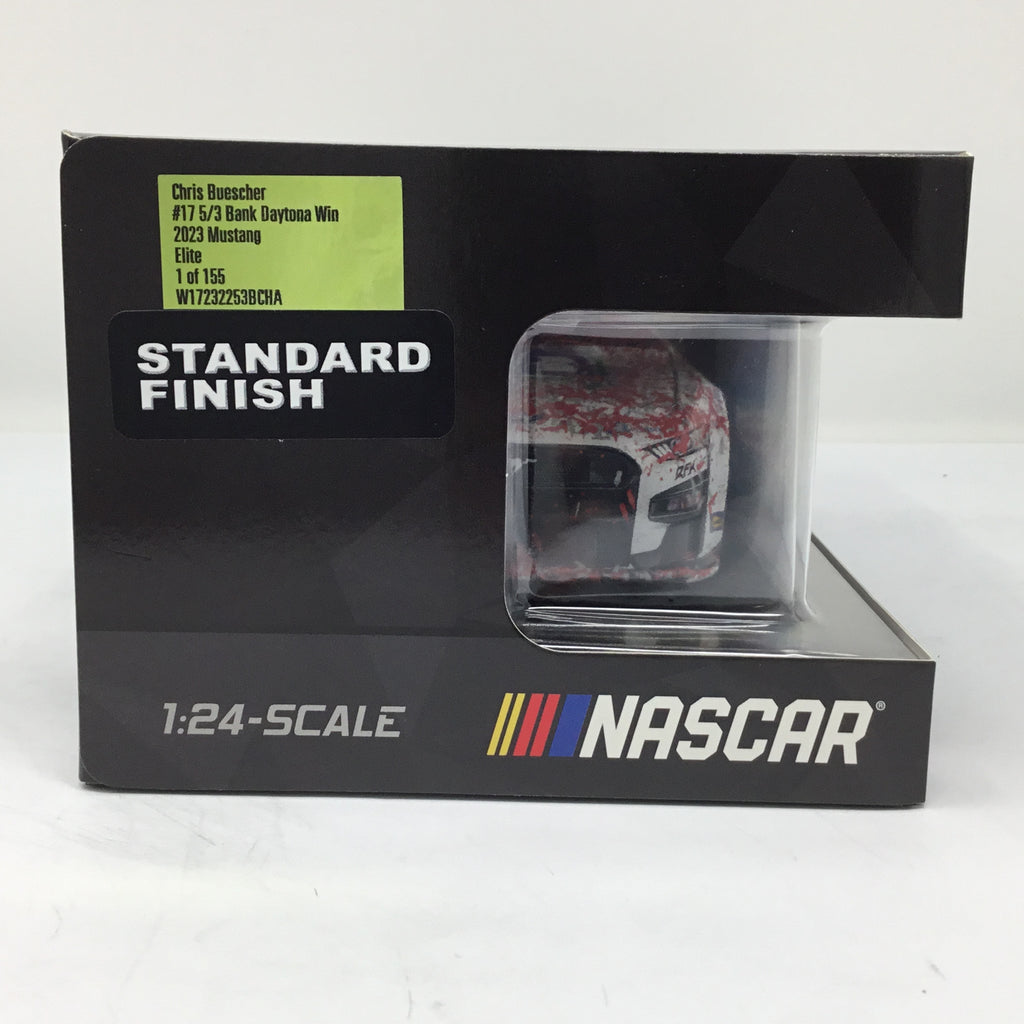 Chris Buescher
#17 5/3 Bank Daytona Win
2023 Mustang
Elite
1 of 155
W17232253BCHA
STANDARD
FINISH
RFK
1:24-SCALE
NASCAR®